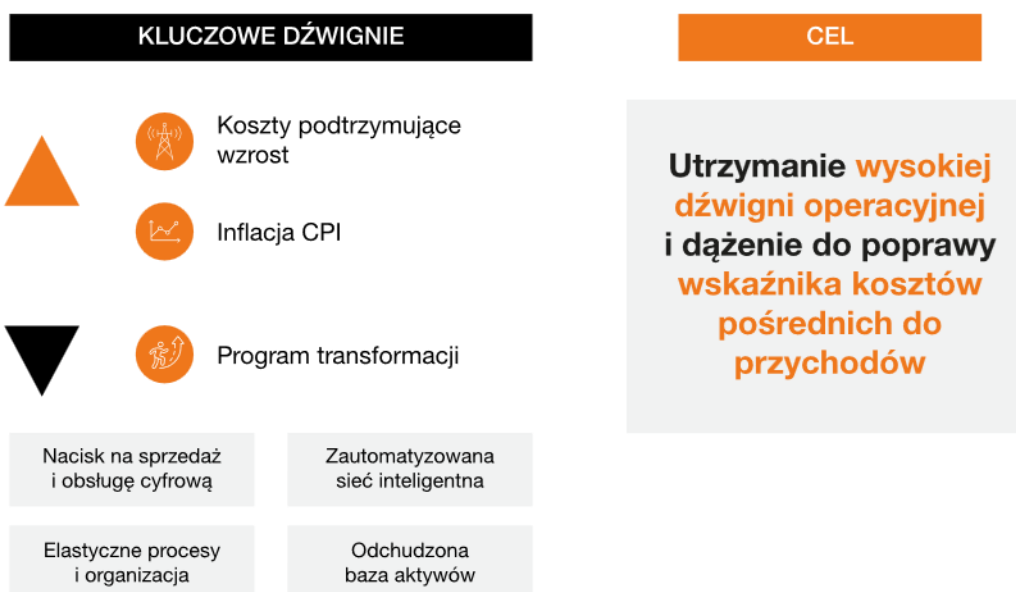 KLUCZOWE DŹWIGNIE
Koszty podtrzymujące
wzrost
Inflacja CPI
Program transformacji
Nacisk na sprzedaż
i obsługę cyfrową
Zautomatyzowana
sieć inteligentna
Elastyczne procesy
i organizacja
Odchudzona
baza aktywów
CEL
Utrzymanie wysokiej
dźwigni operacyjnej
i dążenie do poprawy
wskaźnika kosztów
pośrednich do
przychodów